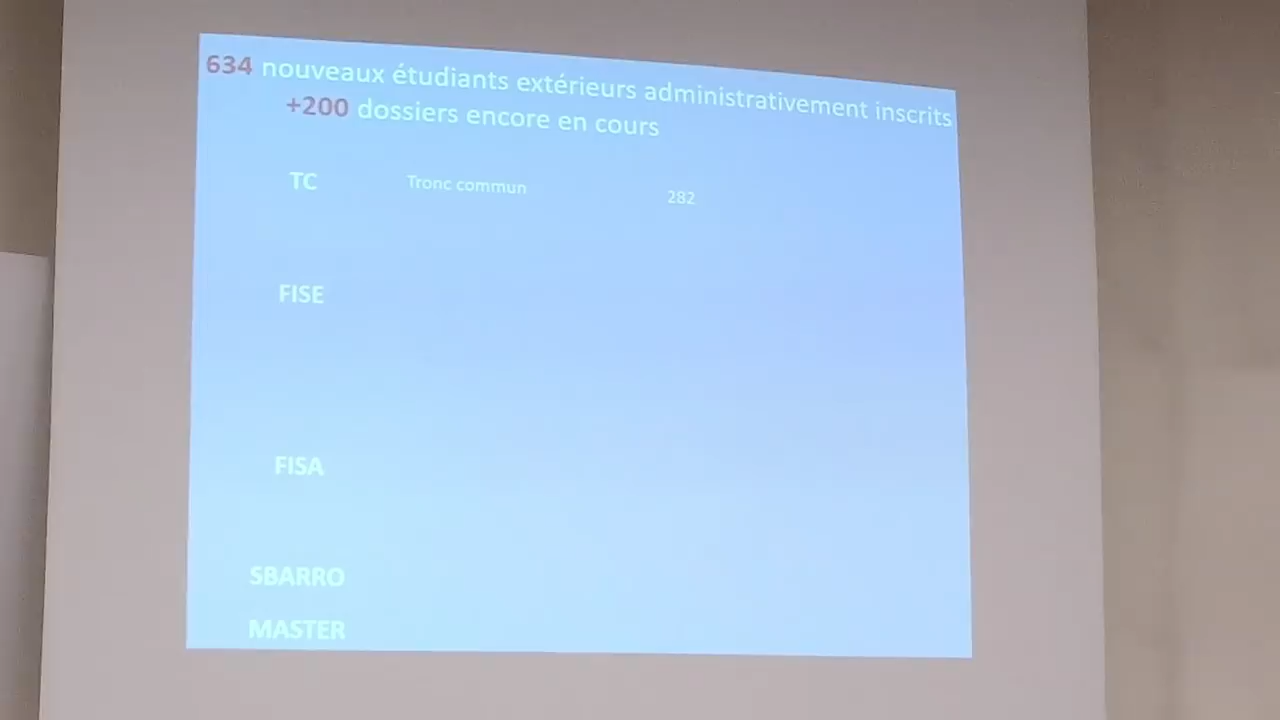 634 nouveaux étudiants extérieurs administrativement inscrits
+200 dossiers encore en cours
TC Tronc commun 282
FISE
FISA
SBARRO
MASTER